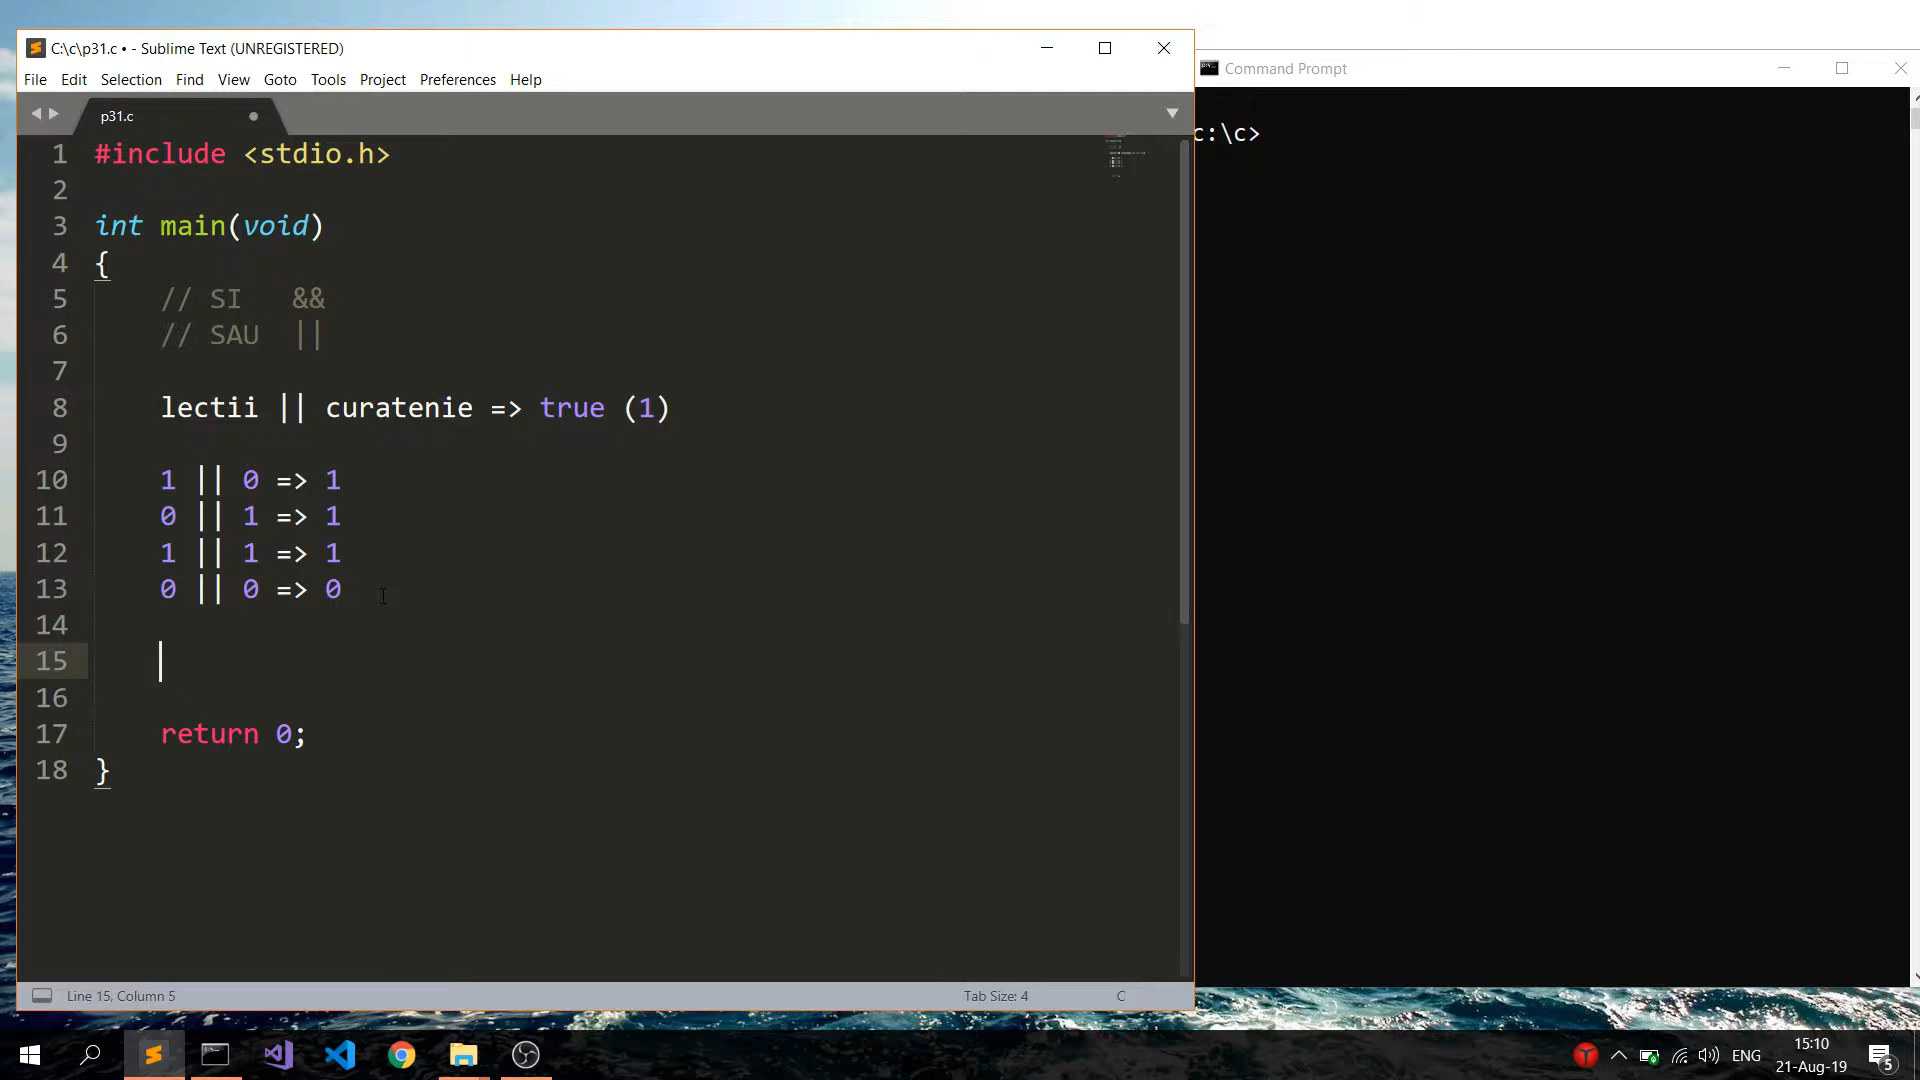 C:\c\p31.c • - Sublime Text (UNREGISTERED)
File Edit Selection Find View Goto Tools Project Preferences Help
p31.c
1 #include <stdio.h>
2
3 int main(void)
4 {
5 // SI &&
6 // SAU ||
7
8 lectii || curatenie => true (1)
9
10 1 || 0 => 1
11 0 || 1 => 1
12 1 || 1 => 1
13 0 || 0 => 0
14
15
16
17 return 0;
18 }
Line 15, Column 5
Tab Size: 4
C
Command Prompt
c:\c>
ENG
15:10
21-Aug-19
5